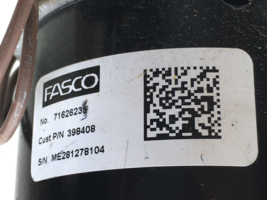 FASCO
No. 71626239
Cust P/N 398408
S/N ME281278104